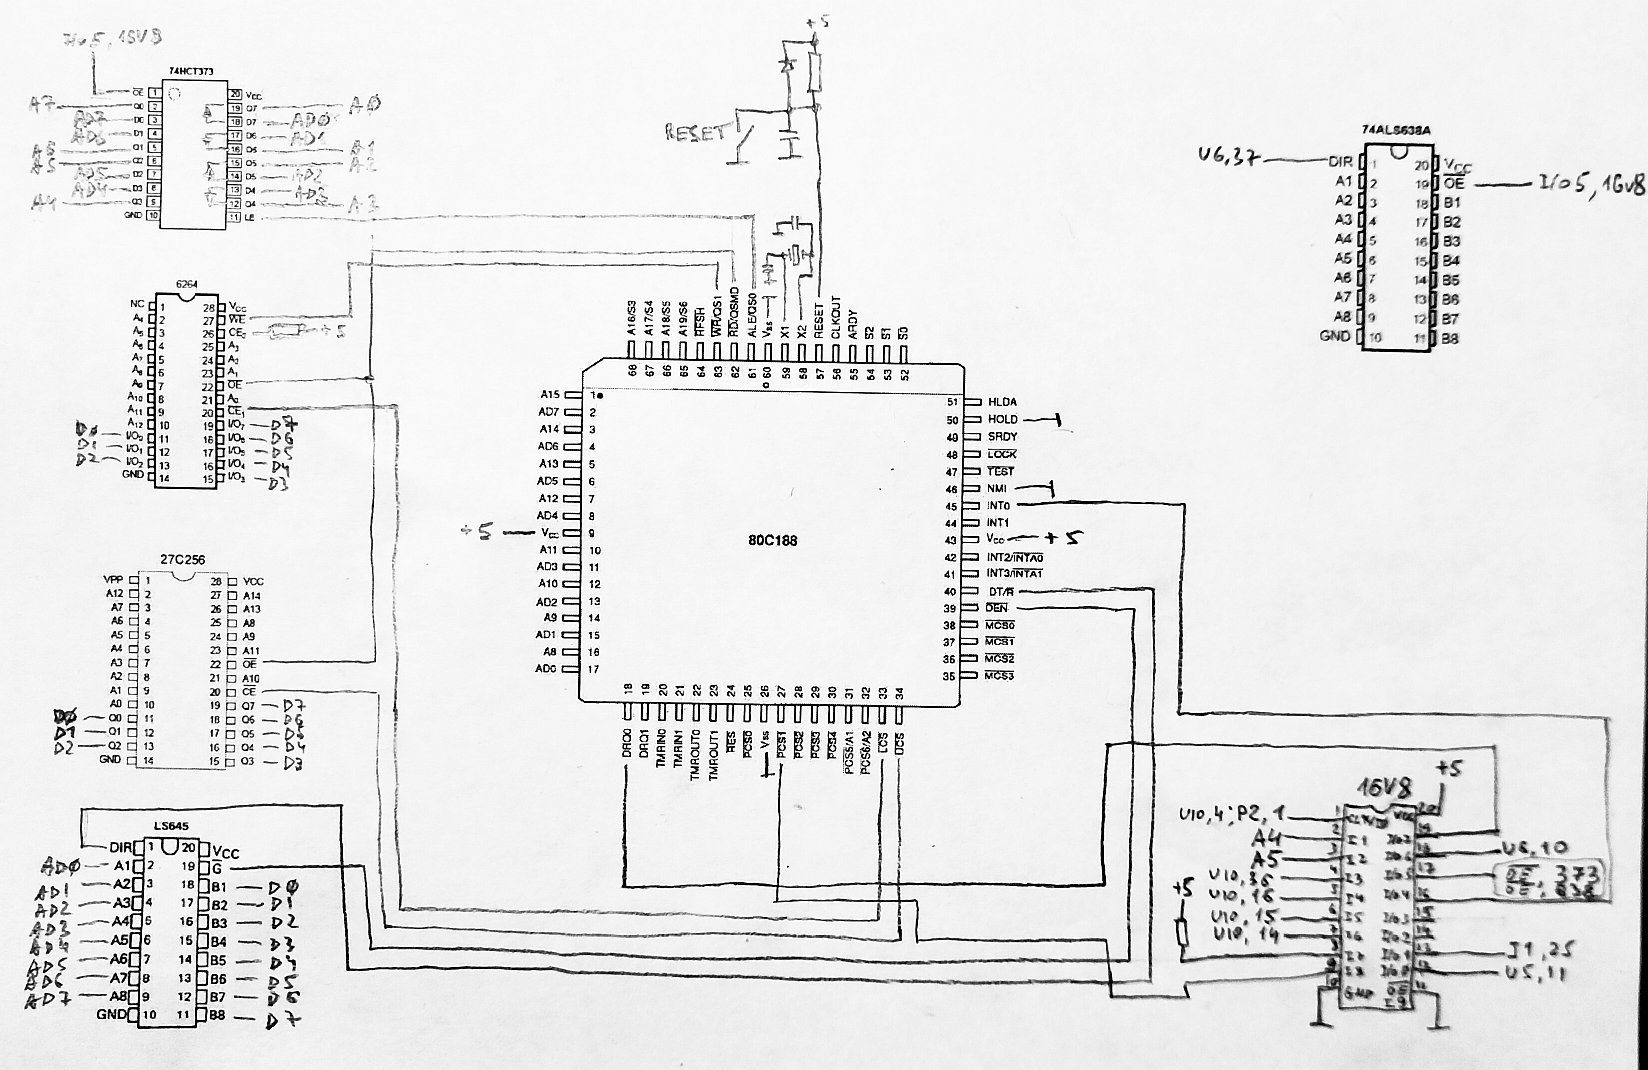 +5
I/O5, 16V8
74HCT373
OE 1 20 VCC
A7 Q0 2 19 Q7 A0
AD7 D0 3 18 D7 AD0
AD6 D1 4 17 D6 AD1
A6 Q1 5 16 Q6 A1
A5 Q2 6 15 Q5 A2
AD5 D2 7 14 D5 AD2
AD4 D3 8 13 D4 AD3
A4 Q3 9 12 Q4 A3
GND 10 11 LE
RESET
74ALS638A
U6,37 DIR 1 20 VCC
A1 2 19 OE I/O5, 16V8
A2 3 18 B1
A3 4 17 B2
A4 5 16 B3
A5 6 15 B4
A6 7 14 B5
A7 8 13 B6
A8 9 12 B7
GND 10 11 B8
6264
NC 1 28 VCC
A4 2 27 WE
A5 3 26 CE2 +5
A6 4 25 A3
A7 5 24 A2
A8 6 23 A1
A9 7 22 OE
A10 8 21 A0
A11 9 20 CE1
A12 10 19 I/O7 D7
D0 I/O0 11 18 I/O6 D6
D1 I/O1 12 17 I/O5 D5
D2 I/O2 13 16 I/O4 D4
GND 14 15 I/O3 D3
A16/S3 A17/S4 A18/S5 A19/S6 RFSH WR/QS1 RD/QSMD ALE/QS0 VSS X1 X2 RESET CLKOUT ARDY S2 S1 S0
68 67 66 65 64 63 62 61 60 59 58 57 56 55 54 53 52
A15 1
AD7 2
A14 3
AD6 4
A13 5
AD5 6
A12 7
AD4 8
+5 VCC 9
A11 10
AD3 11
A10 12
AD2 13
A9 14
AD1 15
A8 16
AD0 17
80C188
51 HLDA
50 HOLD
49 SRDY
48 LOCK
47 TEST
46 NMI
45 INT0
44 INT1
43 VCC +5
42 INT2/INTA0
41 INT3/INTA1
40 DT/R
39 DEN
38 MCS0
37 MCS1
36 MCS2
35 MCS3
18 19 20 21 22 23 24 25 26 27 28 29 30 31 32 33 34
DRQ0 DRQ1 TMRIN0 TMRIN1 TMROUT0 TMROUT1 RES PCS0 VSS PCS1 PCS2 PCS3 PCS4 PCS5/A1 PCS6/A2 LCS UCS
27C256
VPP 1 28 VCC
A12 2 27 A14
A7 3 26 A13
A6 4 25 A8
A5 5 24 A9
A4 6 23 A11
A3 7 22 OE
A2 8 21 A10
A1 9 20 CE
A0 10 19 Q7 D7
D0 Q0 11 18 Q6 D6
D1 Q1 12 17 Q5 D5
D2 Q2 13 16 Q4 D4
GND 14 15 Q3 D3
LS645
DIR 1 20 VCC
AD0 A1 2 19 G
AD1 A2 3 18 B1 D0
AD2 A3 4 17 B2 D1
AD3 A4 5 16 B3 D2
AD4 A5 6 15 B4 D3
AD5 A6 7 14 B5 D4
AD6 A7 8 13 B6 D5
AD7 A8 9 12 B7 D6
GND 10 11 B8 D7
16V8
+5
U10,4; P2,1 1 VCC 20
A4 2 I1 I/O7 19
A5 3 I2 I/O6 18 U6,10
U10,36 4 I3 I/O5 17 OE, 373
OE, 638
U10,16 5 I4 I/O4 16
U10,15 6 I5 I/O3 15
U10,14 7 I6 I/O2 14
+5
8 I7 I/O1 13 I1,25
9 I8 I/O0 12 U5,11
10 GND OE 11
I9